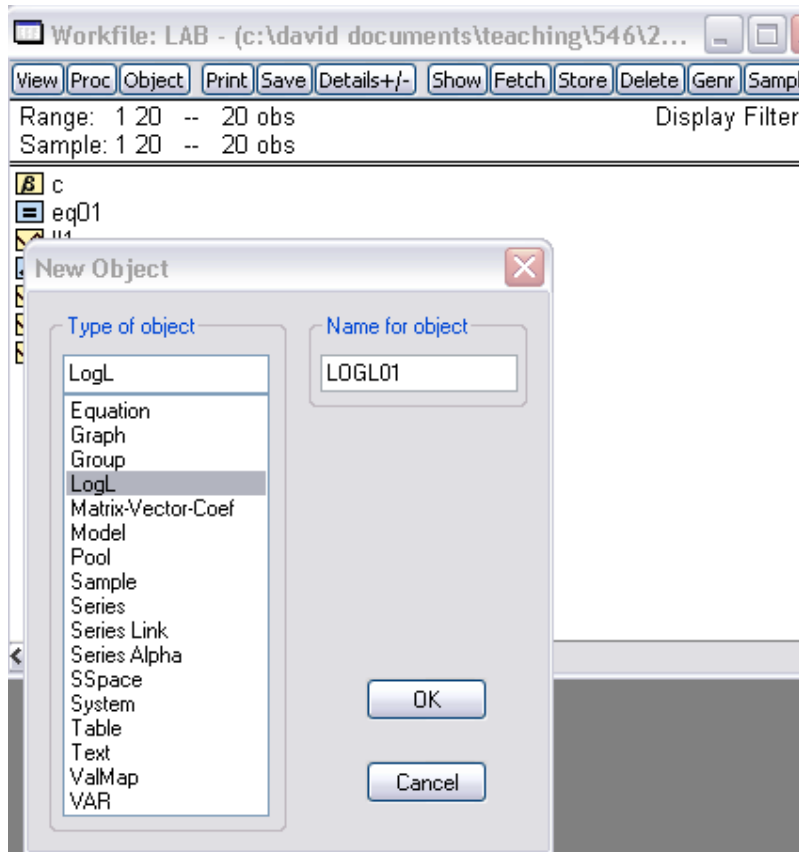 Workfile: LAB - (c:\david documents\teaching\546\2...
View Proc Object Print Save Details+/- Show Fetch Store Delete Genr Sampl
Range: 1 20 -- 20 obs Display Filter
Sample: 1 20 -- 20 obs
c
eq01
New Object
Type of object
Name for object
LogL
LOGL01
Equation
Graph
Group
LogL
Matrix-Vector-Coef
Model
Pool
Sample
Series
Series Link
Series Alpha
SSpace
System
Table
Text
ValMap
VAR
OK
Cancel